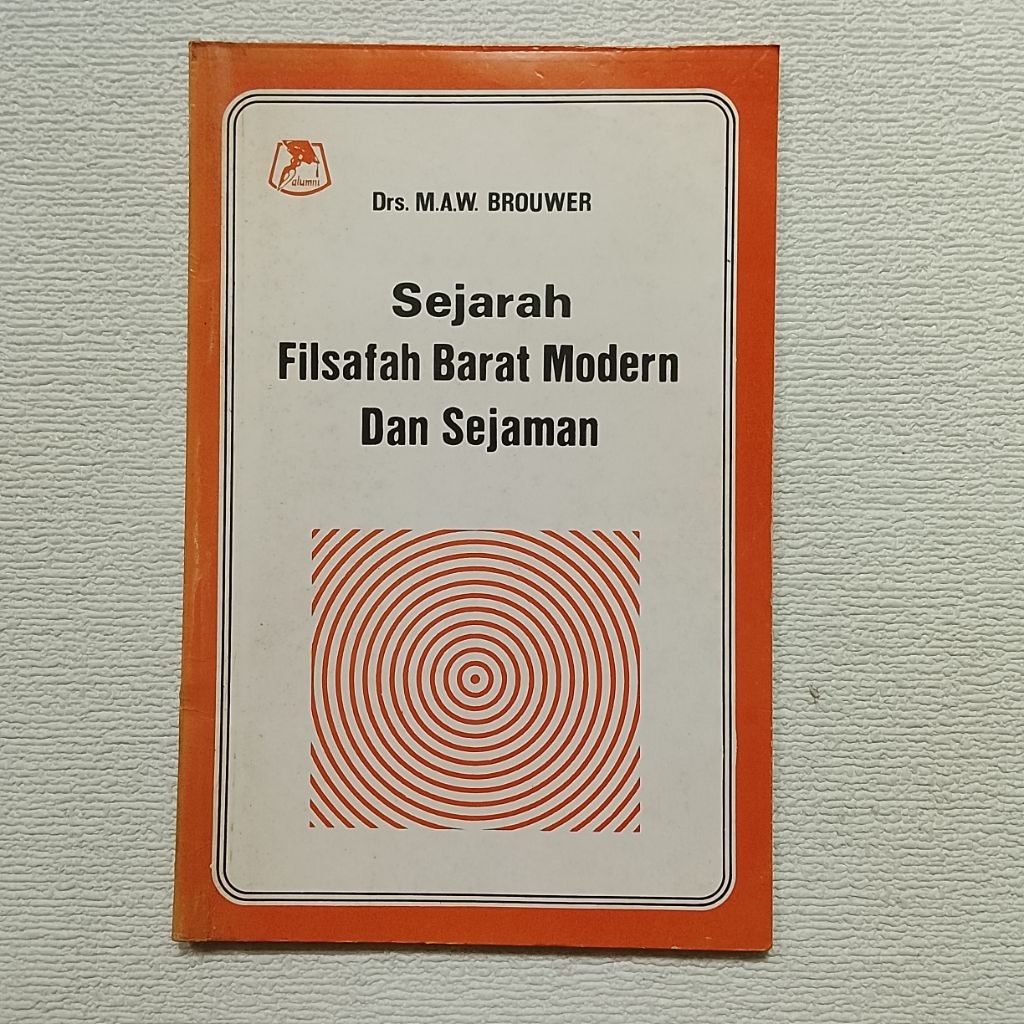 alumni
Drs. M.A.W. BROUWER
Sejarah
Filsafah Barat Modern
Dan Sejaman